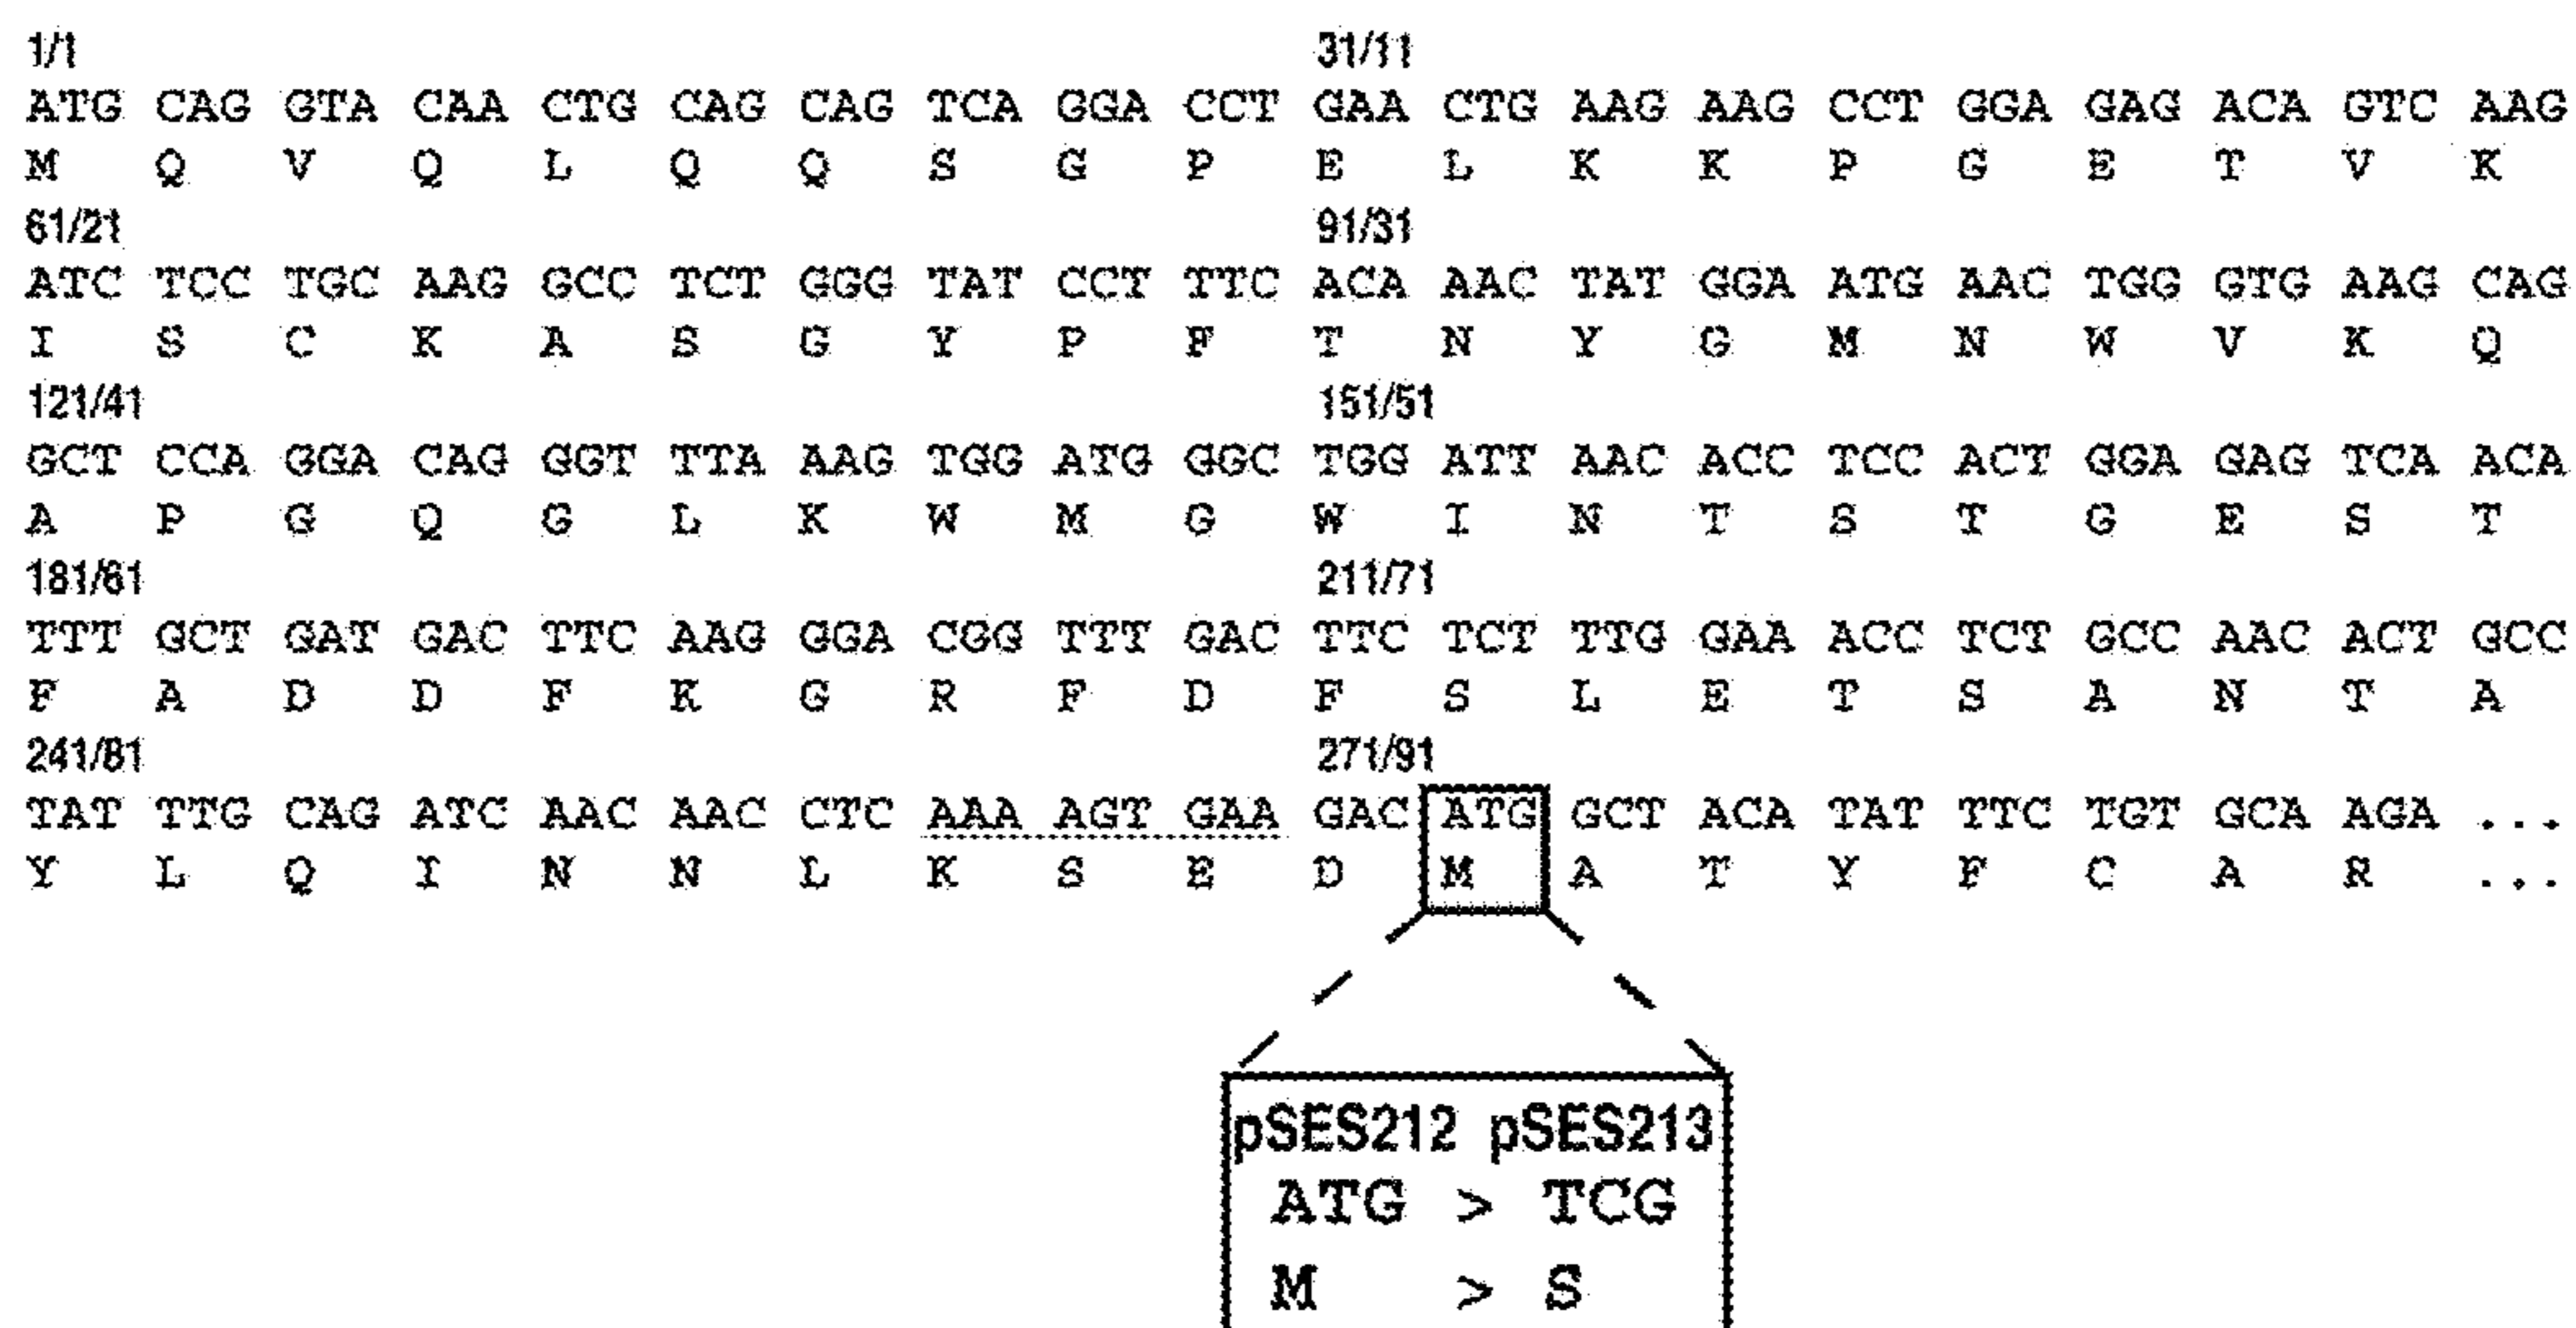 1/1 31/11
ATG CAG GTA CAA CTG CAG CAG TCA GGA CCT GAA CTG AAG AAG CCT GGA GAG ACA GTC AAG
M Q V Q L Q Q S G P E L K K P G E T V K
61/21 91/31
ATC TCC TGC AAG GCC TCT GGG TAT CCT TTC ACA AAC TAT GGA ATG AAC TGG GTG AAG CAG
I S C K A S G Y P F T N Y G M N W V K Q
121/41 151/51
GCT CCA GGA CAG GGT TTA AAG TGG ATG GGC TGG ATT AAC ACC TCC ACT GGA GAG TCA ACA
A P G Q G L K W M G W I N T S T G E S T
181/61 211/71
TTT GCT GAT GAC TTC AAG GGA CGG TTT GAC TTC TCT TTG GAA ACC TCT GCC AAC ACT GCC
F A D D F K G R F D F S L E T S A N T A
241/81 271/91
TAT TTG CAG ATC AAC AAC CTC AAA AGT GAA GAC ATG GCT ACA TAT TTC TGT GCA AGA ...
Y L Q I N N L K S E D M A T Y F C A R ...
pSES212 pSES213
ATG > TCG
M > S